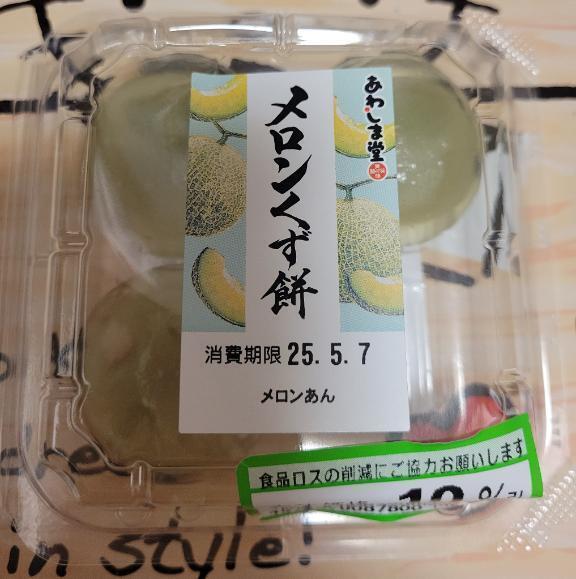 あわしま堂
メロンくず餅
消費期限 25.5.7
メロンあん
食品ロスの削減にご協力お願いします
in style!